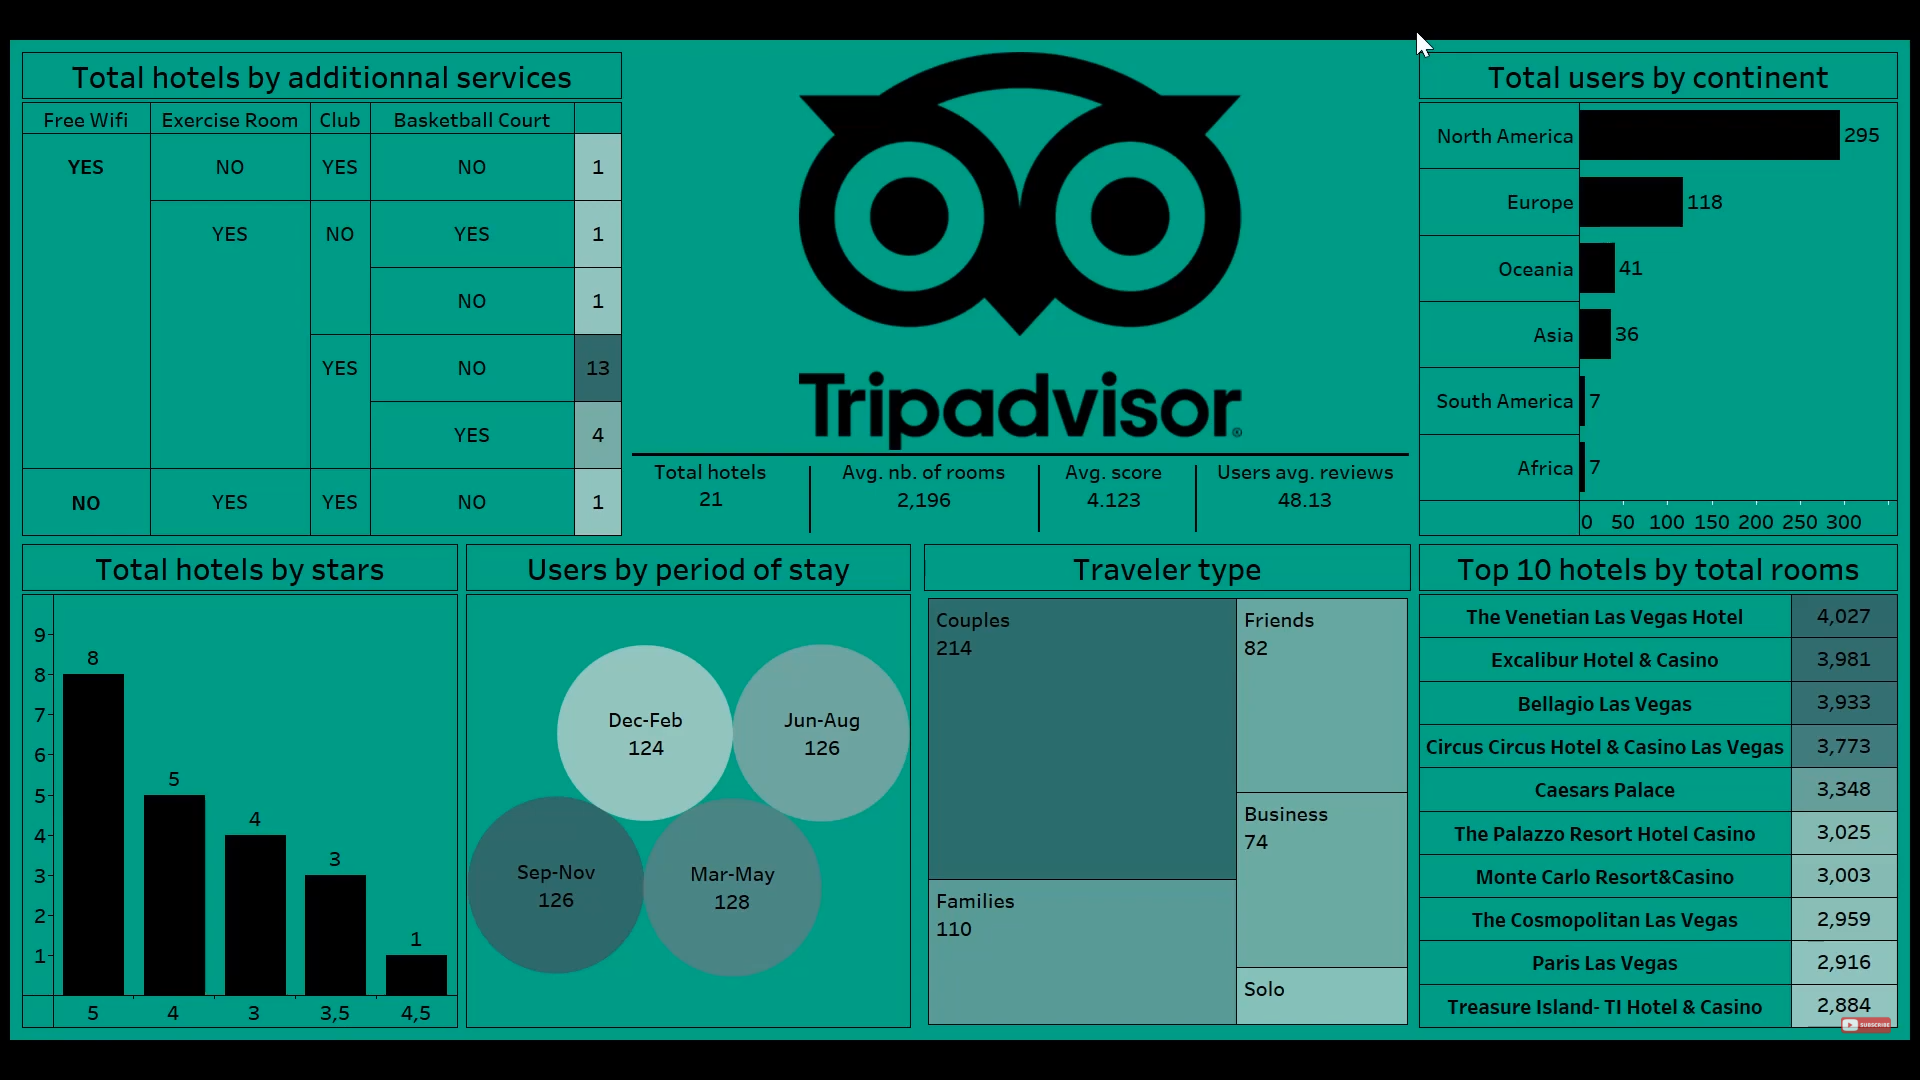 Total hotels by additionnal services
Free Wifi Exercise Room Club Basketball Court
YES NO YES NO 1
YES NO YES 1
NO 1
YES NO 13
YES 4
NO YES YES NO 1
Tripadvisor®
Total hotels
21
Avg. nb. of rooms
2,196
Avg. score
4.123
Users avg. reviews
48.13
Total users by continent
North America 295
Europe 118
Oceania 41
Asia 36
South America 7
Africa 7
0 50 100 150 200 250 300
Total hotels by stars
9
8
7
6
5
4
3
2
1
8
5
4
3
1
5 4 3 3,5 4,5
Users by period of stay
Dec-Feb
124
Jun-Aug
126
Sep-Nov
126
Mar-May
128
Traveler type
Couples
214
Friends
82
Business
74
Families
110
Solo
Top 10 hotels by total rooms
The Venetian Las Vegas Hotel 4,027
Excalibur Hotel & Casino 3,981
Bellagio Las Vegas 3,933
Circus Circus Hotel & Casino Las Vegas 3,773
Caesars Palace 3,348
The Palazzo Resort Hotel Casino 3,025
Monte Carlo Resort&Casino 3,003
The Cosmopolitan Las Vegas 2,959
Paris Las Vegas 2,916
Treasure Island- TI Hotel & Casino 2,884
SUBSCRIBE